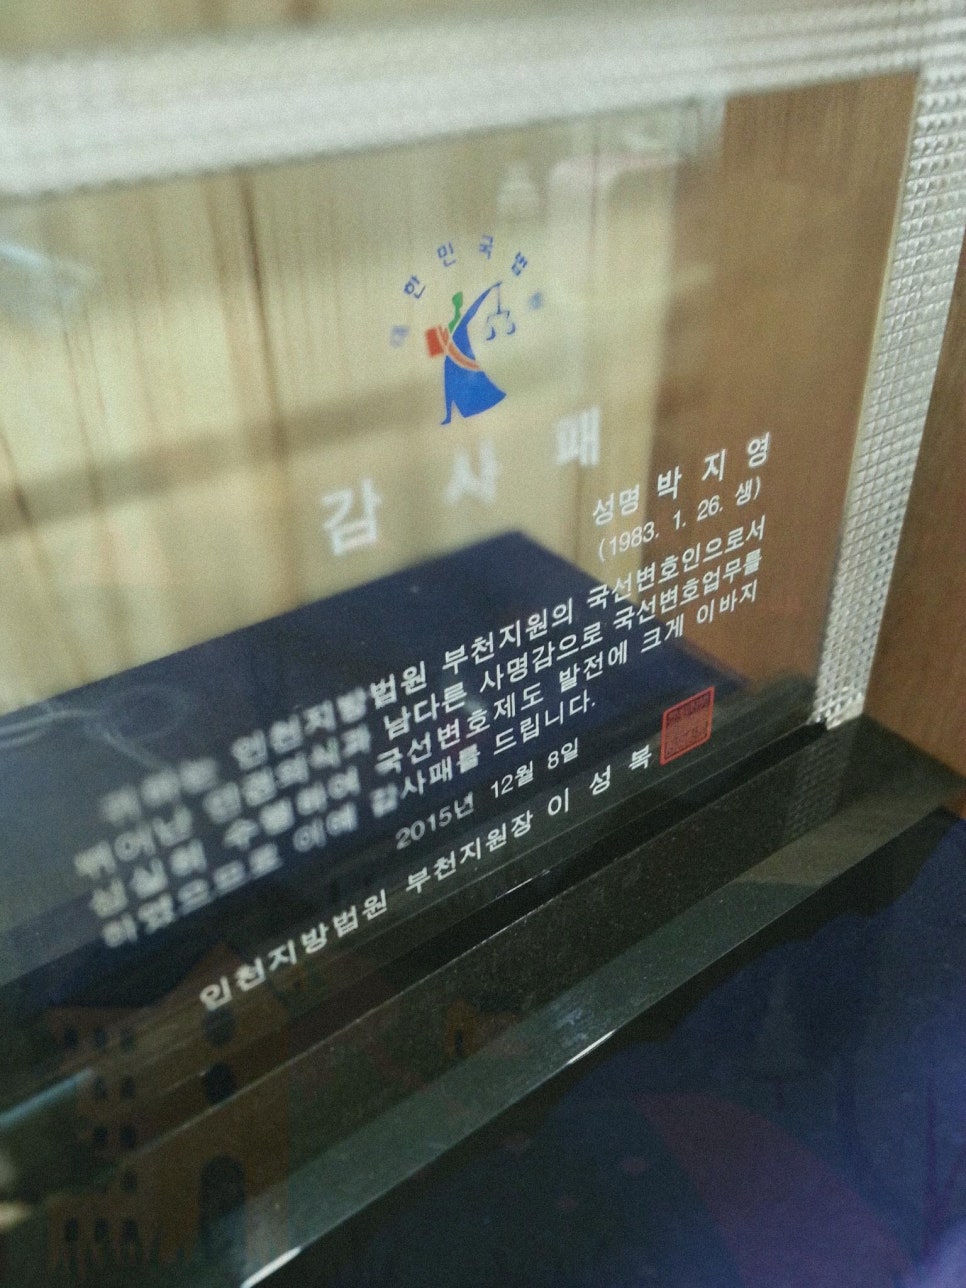 대한민국법원
감사패
성명 박지영
(1983. 1. 26. 생)
귀하는 인천지방법원 부천지원의 국선변호인으로서
뛰어난 인권의식과 남다른 사명감으로 국선변호업무를
성실히 수행하여 국선변호제도 발전에 크게 이바지
하였으므로 이에 감사패를 드립니다.
2015년 12월 8일
인천지방법원 부천지원장 이성복